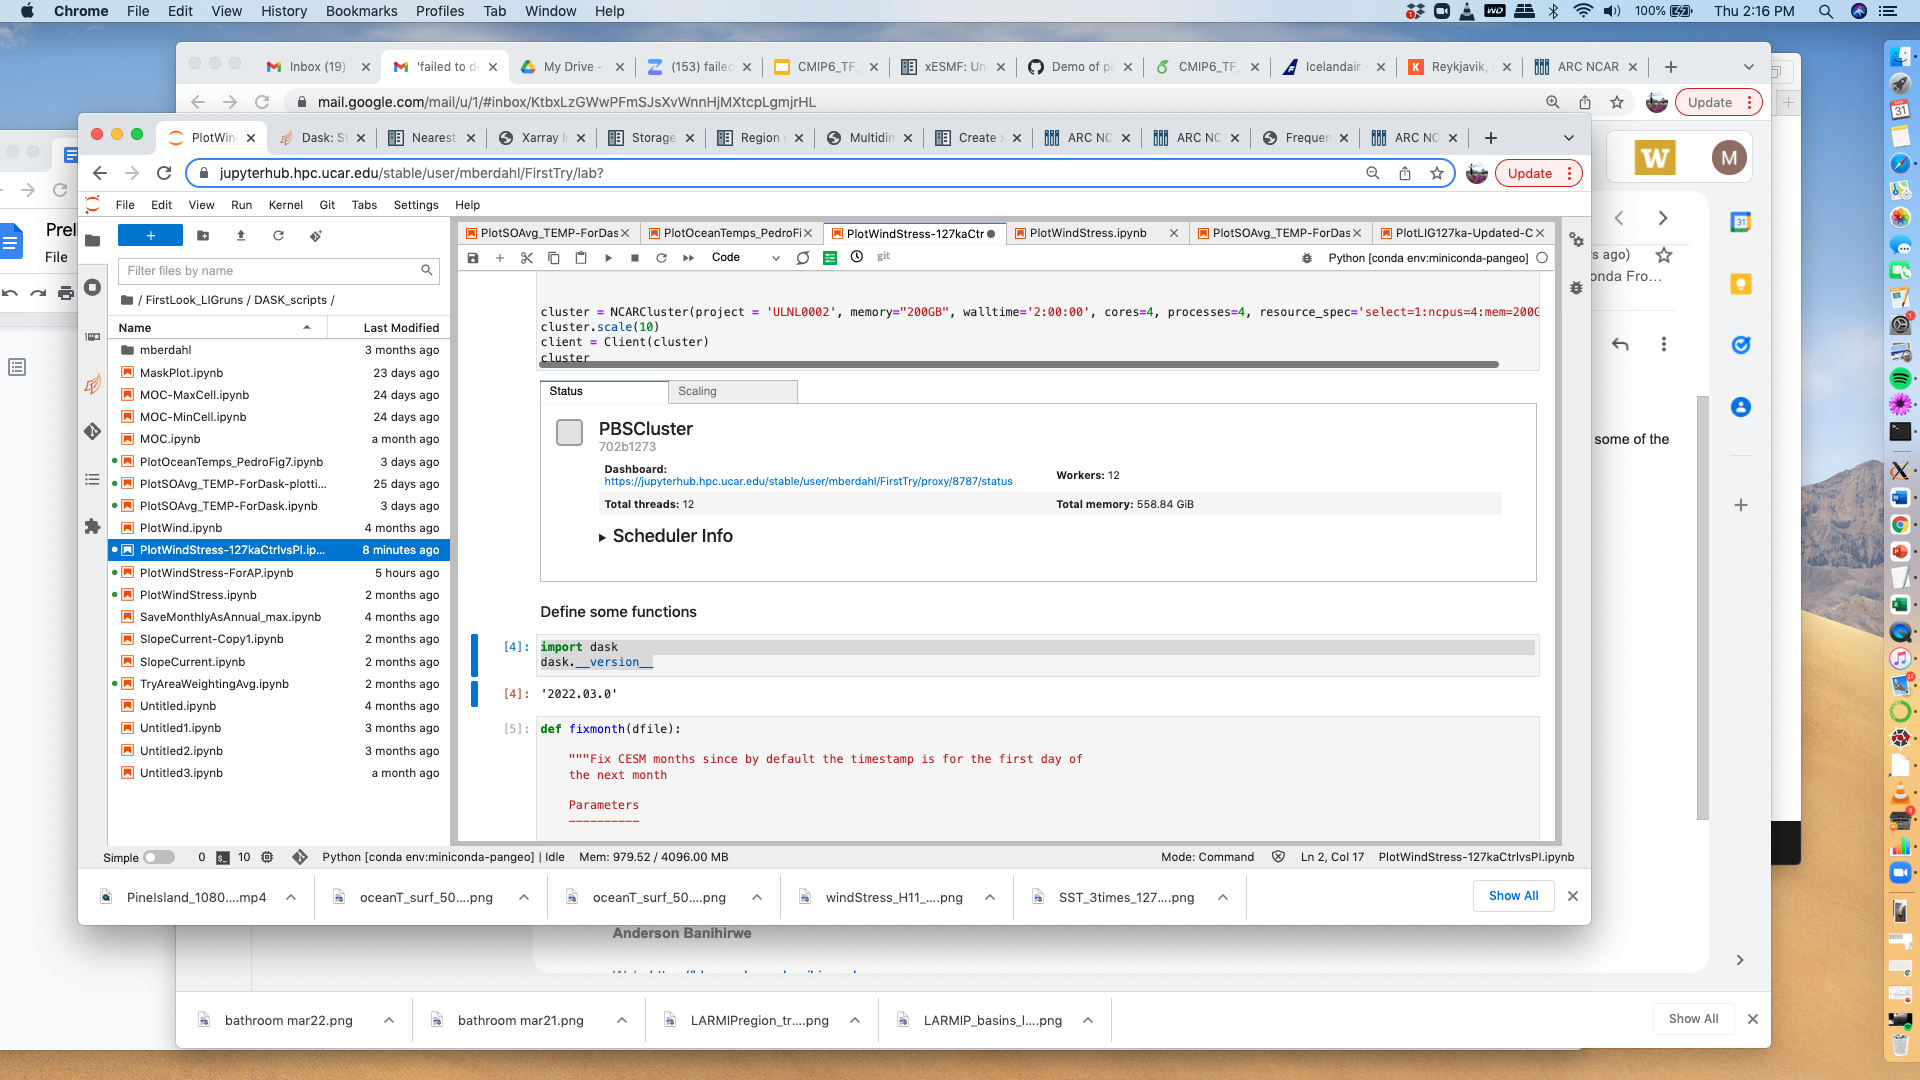 Chrome File Edit View History Bookmarks Profiles Tab Window Help
100% Thu 2:16 PM
Inbox (19) 'failed to de My Drive - (153) failed CMIP6_TF_ xESMF: Un Demo of pl CMIP6_TF_ Icelandair Reykjavik, ARC NCAR
mail.google.com/mail/u/1/#inbox/KtbxLzGWwPFmSJsXvWnnHjMXtcpLgmjrHL
Update
PlotWin Dask: S Nearest Xarray I Storage Region Multidin Create x ARC NC ARC NC Frequen ARC NC
jupyterhub.hpc.ucar.edu/stable/user/mberdahl/FirstTry/lab?
Update
W M
File Edit View Run Kernel Git Tabs Settings Help
Preli
File
PlotSOAvg_TEMP-ForDas PlotOceanTemps_PedroFi PlotWindStress-127kaCtr PlotWindStress.ipynb PlotSOAvg_TEMP-ForDas PlotLIG127ka-Updated-C
Code git Python [conda env:miniconda-pangeo]
s ago)
onda Fro...
some of the
Filter files by name
/ FirstLook_LIGruns / DASK_scripts /
Name Last Modified
mberdahl 3 months ago
MaskPlot.ipynb 23 days ago
MOC-MaxCell.ipynb 24 days ago
MOC-MinCell.ipynb 24 days ago
MOC.ipynb a month ago
PlotOceanTemps_PedroFig7.ipynb 3 days ago
PlotSOAvg_TEMP-ForDask-plotti... 25 days ago
PlotSOAvg_TEMP-ForDask.ipynb 3 days ago
PlotWind.ipynb 4 months ago
PlotWindStress-127kaCtrlvsPI.ip... 8 minutes ago
PlotWindStress-ForAP.ipynb 5 hours ago
PlotWindStress.ipynb 2 months ago
SaveMonthlyAsAnnual_max.ipynb 4 months ago
SlopeCurrent-Copy1.ipynb 2 months ago
SlopeCurrent.ipynb 2 months ago
TryAreaWeightingAvg.ipynb 2 months ago
Untitled.ipynb 4 months ago
Untitled1.ipynb 3 months ago
Untitled2.ipynb 3 months ago
Untitled3.ipynb a month ago
cluster = NCARCluster(project = 'ULNL0002', memory="200GB", walltime='2:00:00', cores=4, processes=4, resource_spec='select=1:ncpus=4:mem=200G
cluster.scale(10)
client = Client(cluster)
cluster
Status Scaling
PBSCluster
702b1273
Dashboard:
https://jupyterhub.hpc.ucar.edu/stable/user/mberdahl/FirstTry/proxy/8787/status
Workers: 12
Total threads: 12 Total memory: 558.84 GiB
Scheduler Info
Define some functions
[4]: import dask
dask.__version__
[4]: '2022.03.0'
[5]: def fixmonth(dfile):
"""Fix CESM months since by default the timestamp is for the first day of
the next month
Parameters
----------
Simple 0 10 Python [conda env:miniconda-pangeo] | Idle Mem: 979.52 / 4096.00 MB Mode: Command Ln 2, Col 17 PlotWindStress-127kaCtrlvsPI.ipynb
PineIsland_1080....mp4 oceanT_surf_50....png oceanT_surf_50....png windStress_H11_....png SST_3times_127....png Show All
Anderson Banihirwe
bathroom mar22.png bathroom mar21.png LARMIPregion_tr....png LARMIP_basins_l....png Show All